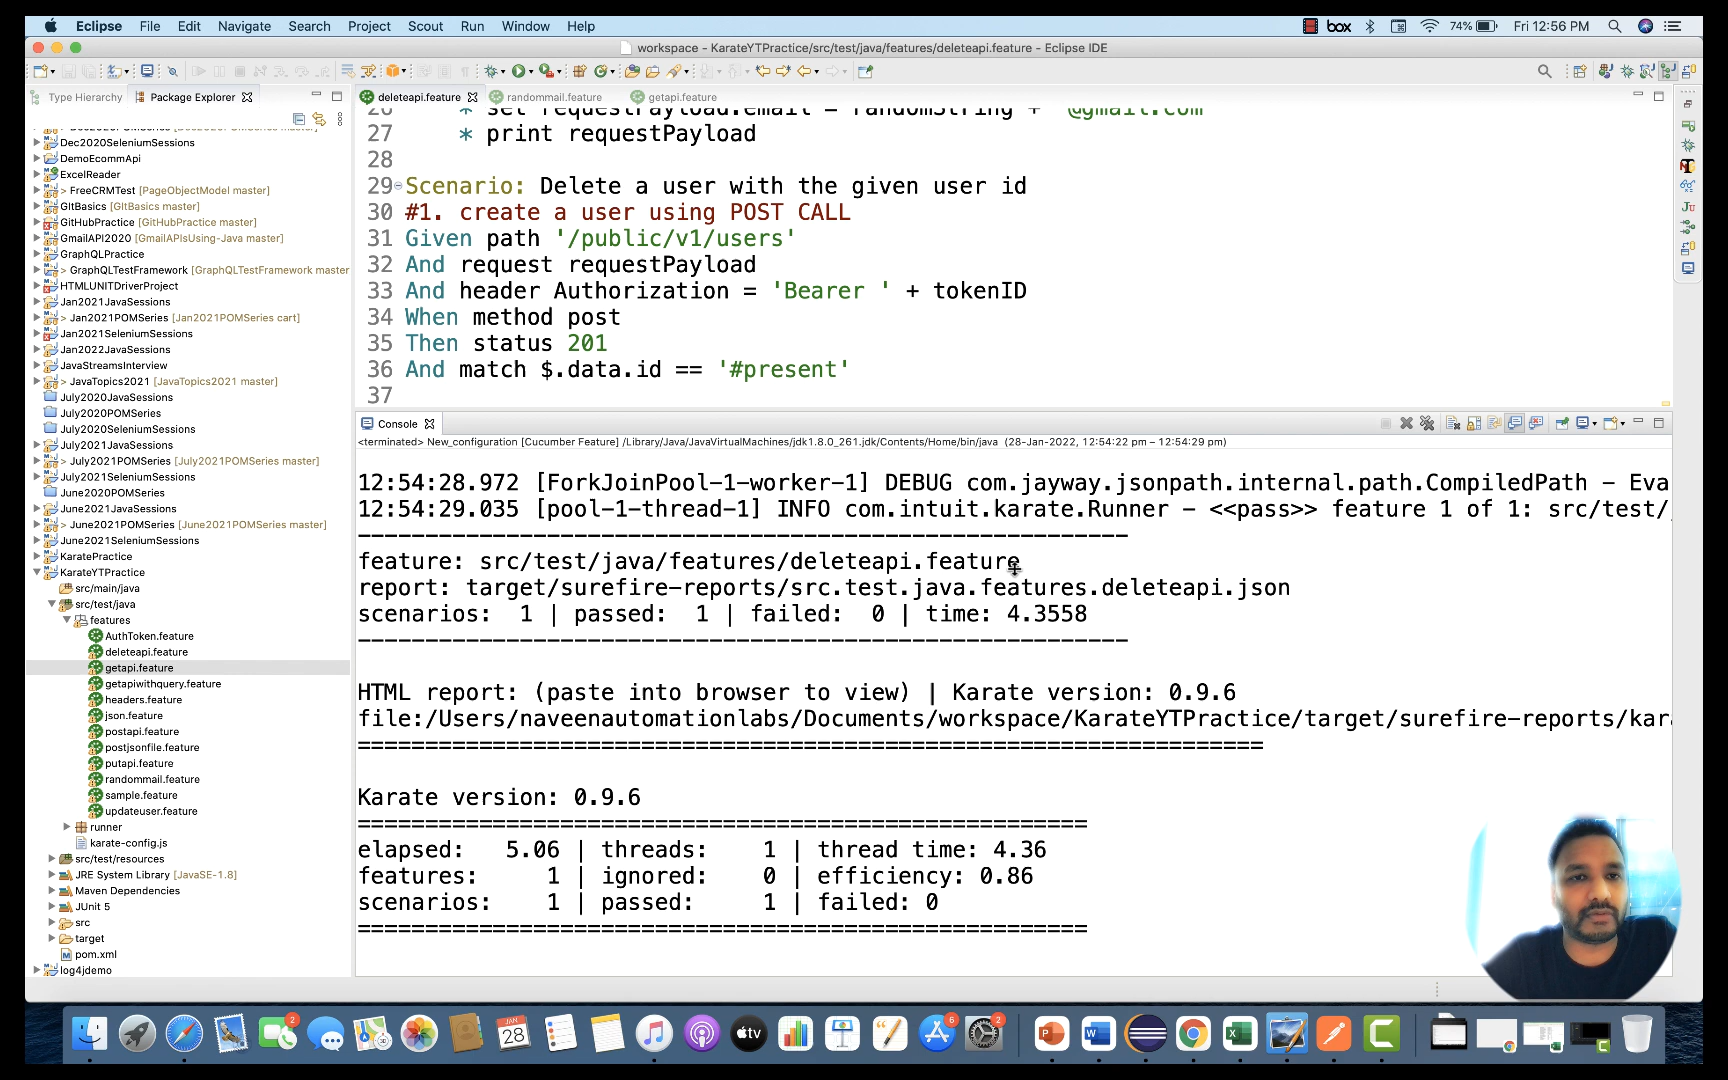 Eclipse File Edit Navigate Search Project Scout Run Window Help box 74% Fri 12:56 PM
workspace - KarateYTPractice/src/test/java/features/deleteapi.feature - Eclipse IDE
Type Hierarchy Package Explorer
deleteapi.feature randommail.feature getapi.feature
Dec2020SeleniumSessions
DemoEcommApi
ExcelReader
> FreeCRMTest [PageObjectModel master]
GItBasics [GItBasics master]
GitHubPractice [GitHubPractice master]
GmailAPI2020 [GmailAPIsUsing-Java master]
GraphQLPractice
> GraphQLTestFramework [GraphQLTestFramework master
HTMLUNITDriverProject
Jan2021JavaSessions
> Jan2021POMSeries [Jan2021POMSeries cart]
Jan2021SeleniumSessions
Jan2022JavaSessions
JavaStreamsInterview
> JavaTopics2021 [JavaTopics2021 master]
July2020JavaSessions
July2020POMSeries
July2020SeleniumSessions
July2021JavaSessions
> July2021POMSeries [July2021POMSeries master]
July2021SeleniumSessions
June2020POMSeries
June2021JavaSessions
> June2021POMSeries [June2021POMSeries master]
June2021SeleniumSessions
KaratePractice
KarateYTPractice
src/main/java
src/test/java
features
AuthToken.feature
deleteapi.feature
getapi.feature
getapiwithquery.feature
headers.feature
json.feature
postapi.feature
postjsonfile.feature
putapi.feature
randommail.feature
sample.feature
updateuser.feature
runner
karate-config.js
src/test/resources
JRE System Library [JavaSE-1.8]
Maven Dependencies
JUnit 5
src
target
pom.xml
log4jdemo
26 * set requestPayload.email = randomString + '@gmail.com'
27 * print requestPayload
28
29 Scenario: Delete a user with the given user id
30 #1. create a user using POST CALL
31 Given path '/public/v1/users'
32 And request requestPayload
33 And header Authorization = 'Bearer ' + tokenID
34 When method post
35 Then status 201
36 And match $.data.id == '#present'
37
Console
<terminated> New_configuration [Cucumber Feature] /Library/Java/JavaVirtualMachines/jdk1.8.0_261.jdk/Contents/Home/bin/java (28-Jan-2022, 12:54:22 pm – 12:54:29 pm)
12:54:28.972 [ForkJoinPool-1-worker-1] DEBUG com.jayway.jsonpath.internal.path.CompiledPath - Eva
12:54:29.035 [pool-1-thread-1] INFO com.intuit.karate.Runner - <<pass>> feature 1 of 1: src/test/
---------------------------------------------------------
feature: src/test/java/features/deleteapi.feature
report: target/surefire-reports/src.test.java.features.deleteapi.json
scenarios: 1 | passed: 1 | failed: 0 | time: 4.3558
---------------------------------------------------------
HTML report: (paste into browser to view) | Karate version: 0.9.6
file:/Users/naveenautomationlabs/Documents/workspace/KarateYTPractice/target/surefire-reports/kar
===================================================================
Karate version: 0.9.6
======================================================
elapsed: 5.06 | threads: 1 | thread time: 4.36
features: 1 | ignored: 0 | efficiency: 0.86
scenarios: 1 | passed: 1 | failed: 0
======================================================
2
JAN
28
tv
6
2